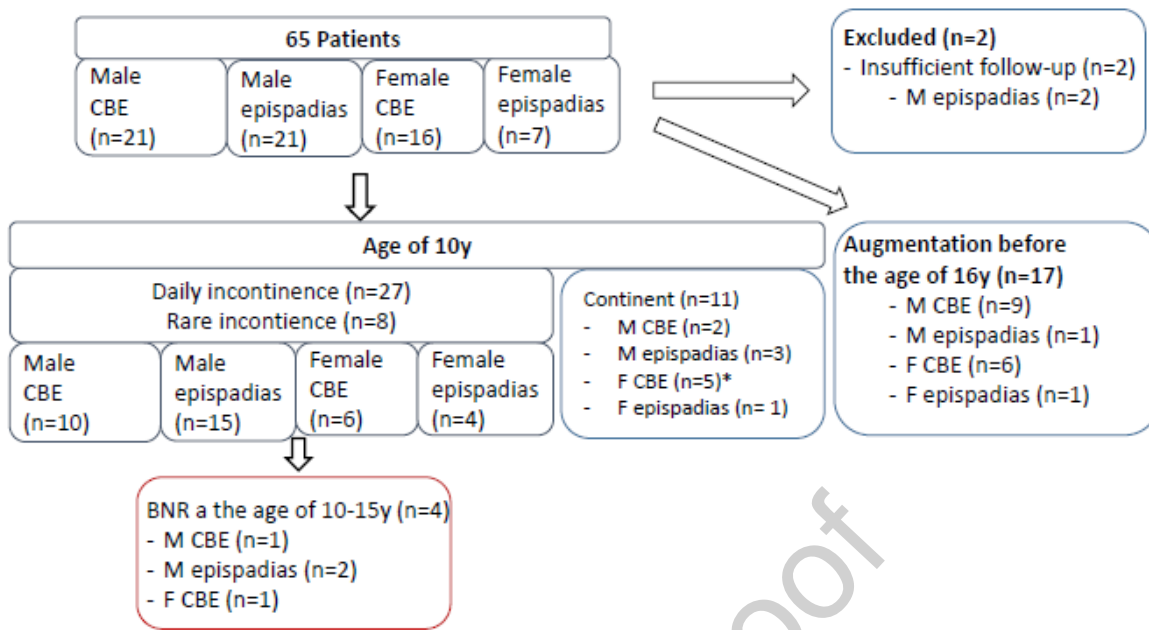 65 Patients
Male
CBE
(n=21)
Male
epispadias
(n=21)
Female
CBE
(n=16)
Female
epispadias
(n=7)
Excluded (n=2)
- Insufficient follow-up (n=2)
- M epispadias (n=2)
Age of 10y
Daily incontinence (n=27)
Rare incontience (n=8)
Male
CBE
(n=10)
Male
epispadias
(n=15)
Female
CBE
(n=6)
Female
epispadias
(n=4)
Continent (n=11)
- M CBE (n=2)
- M epispadias (n=3)
- F CBE (n=5)*
- F epispadias (n= 1)
Augmentation before
the age of 16y (n=17)
- M CBE (n=9)
- M epispadias (n=1)
- F CBE (n=6)
- F epispadias (n=1)
BNR a the age of 10-15y (n=4)
- M CBE (n=1)
- M epispadias (n=2)
- F CBE (n=1)
oof